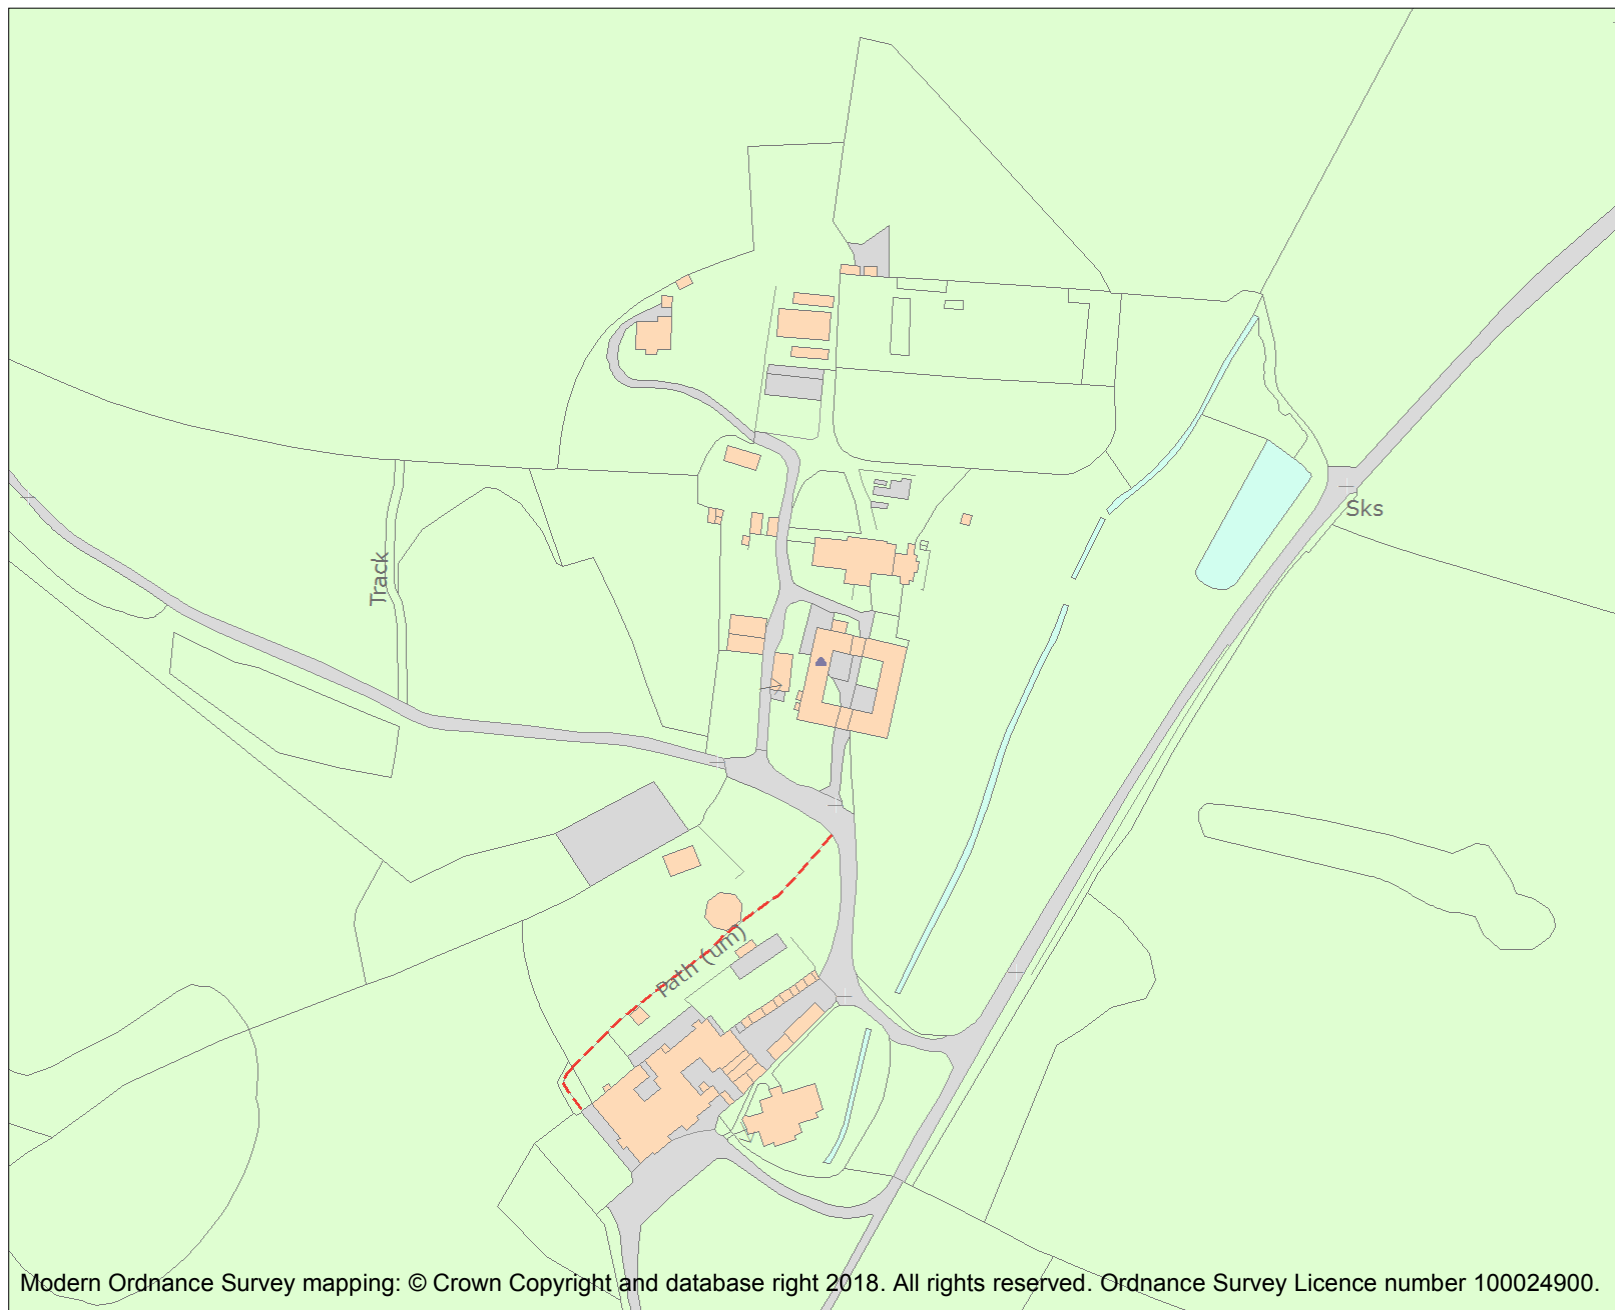 Sks
Track
Path (um)
Modern Ordnance Survey mapping: © Crown Copyright and database right 2018. All rights reserved. Ordnance Survey Licence number 100024900.